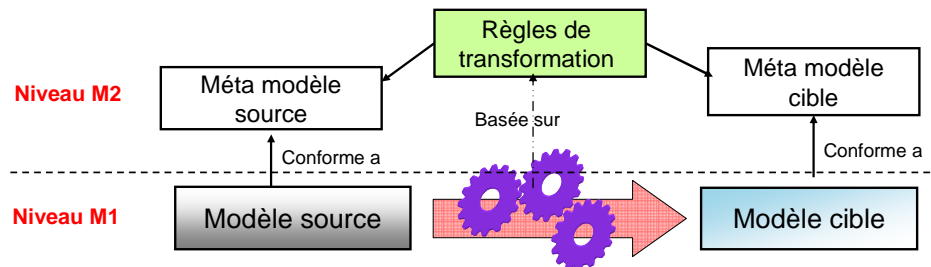 Règles de
transformation
Méta modèle
source
Méta modèle
cible
Niveau M2
Basée sur
Conforme a
Conforme a
Niveau M1
Modèle source
Modèle cible